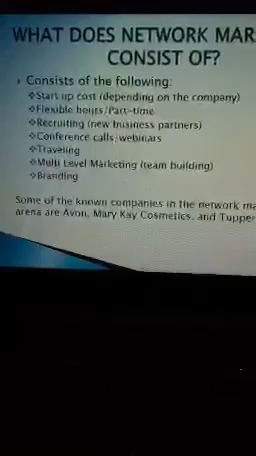 WHAT DOES NETWORK MAR
CONSIST OF?
Consists of the following:
Start up cost (depending on the company)
Flexible hours/Part-time
Recruiting (new business partners)
Conference calls/webinars
Traveling
Multi Level Marketing (team building)
Branding
Some of the known companies in the network ma
arena are Avon, Mary Kay Cosmetics, and Tupper